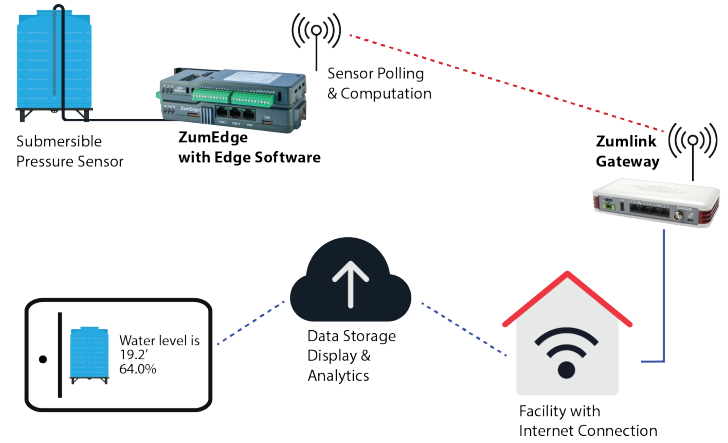 Sensor Polling
& Computation
Submersible
Pressure Sensor
ZumEdge
with Edge Software
Zumlink
Gateway
Water level is
19.2’
64.0%
Data Storage
Display &
Analytics
Facility with
Internet Connection